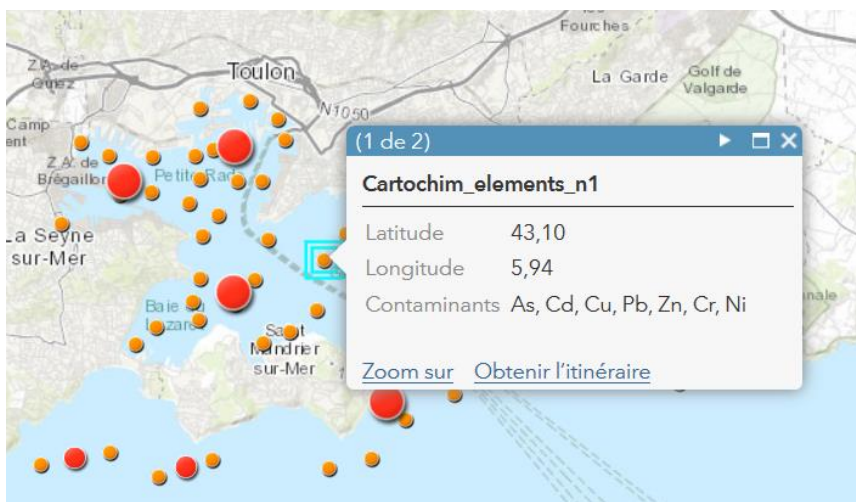 Fourches
Z.A. de
Quiez
Toulon
La Garde
Golf de
Valgarde
N1050
Camp
ent
Z.A. de
Brégaillon
Petite Rade
La Seyne
sur-Mer
Baie du
Lazaret
Saint
Mandrier
sur-Mer
(1 de 2)
Cartochim_elements_n1
Latitude 43,10
Longitude 5,94
Contaminants As, Cd, Cu, Pb, Zn, Cr, Ni
Zoom sur Obtenir l'itinéraire
nale